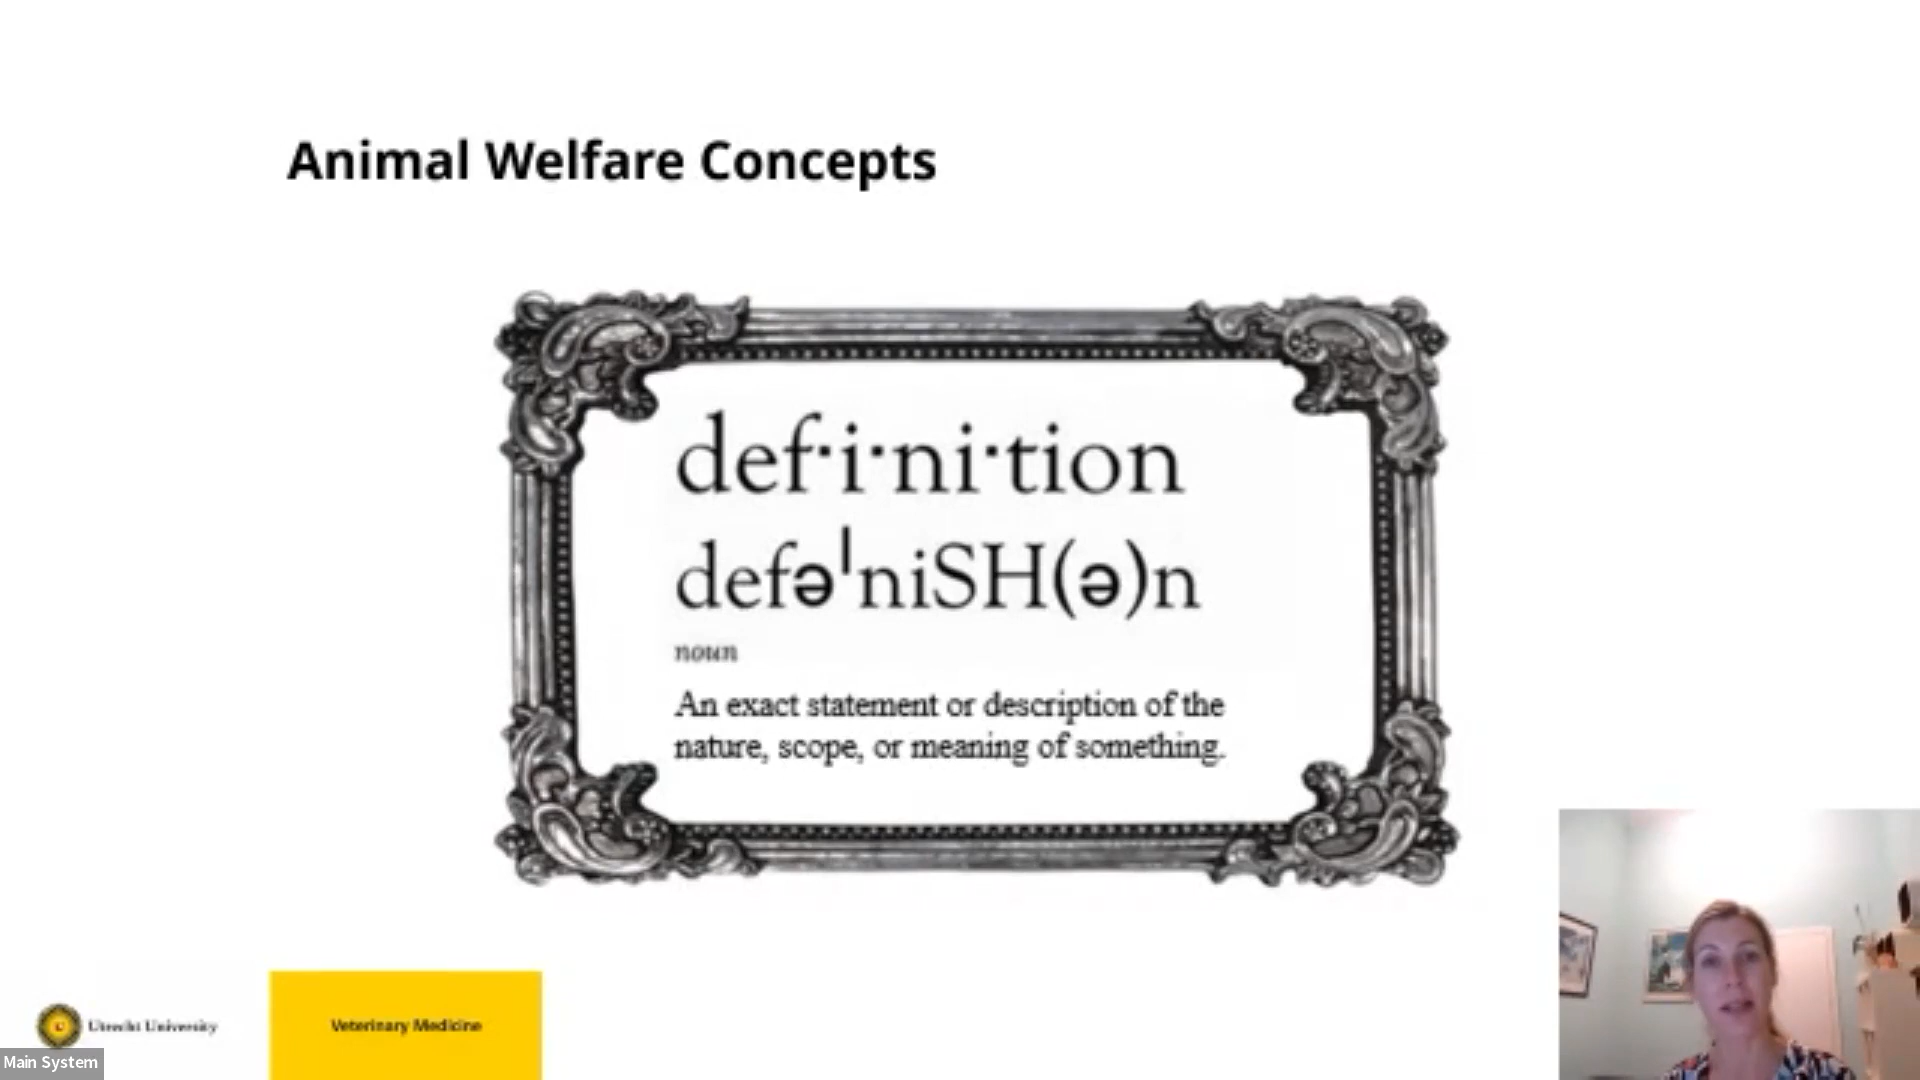 Animal Welfare Concepts
def·i·ni·tion
defəˈniSH(ə)n
noun
An exact statement or description of the
nature, scope, or meaning of something.
Utrecht University
Veterinary Medicine
Main System